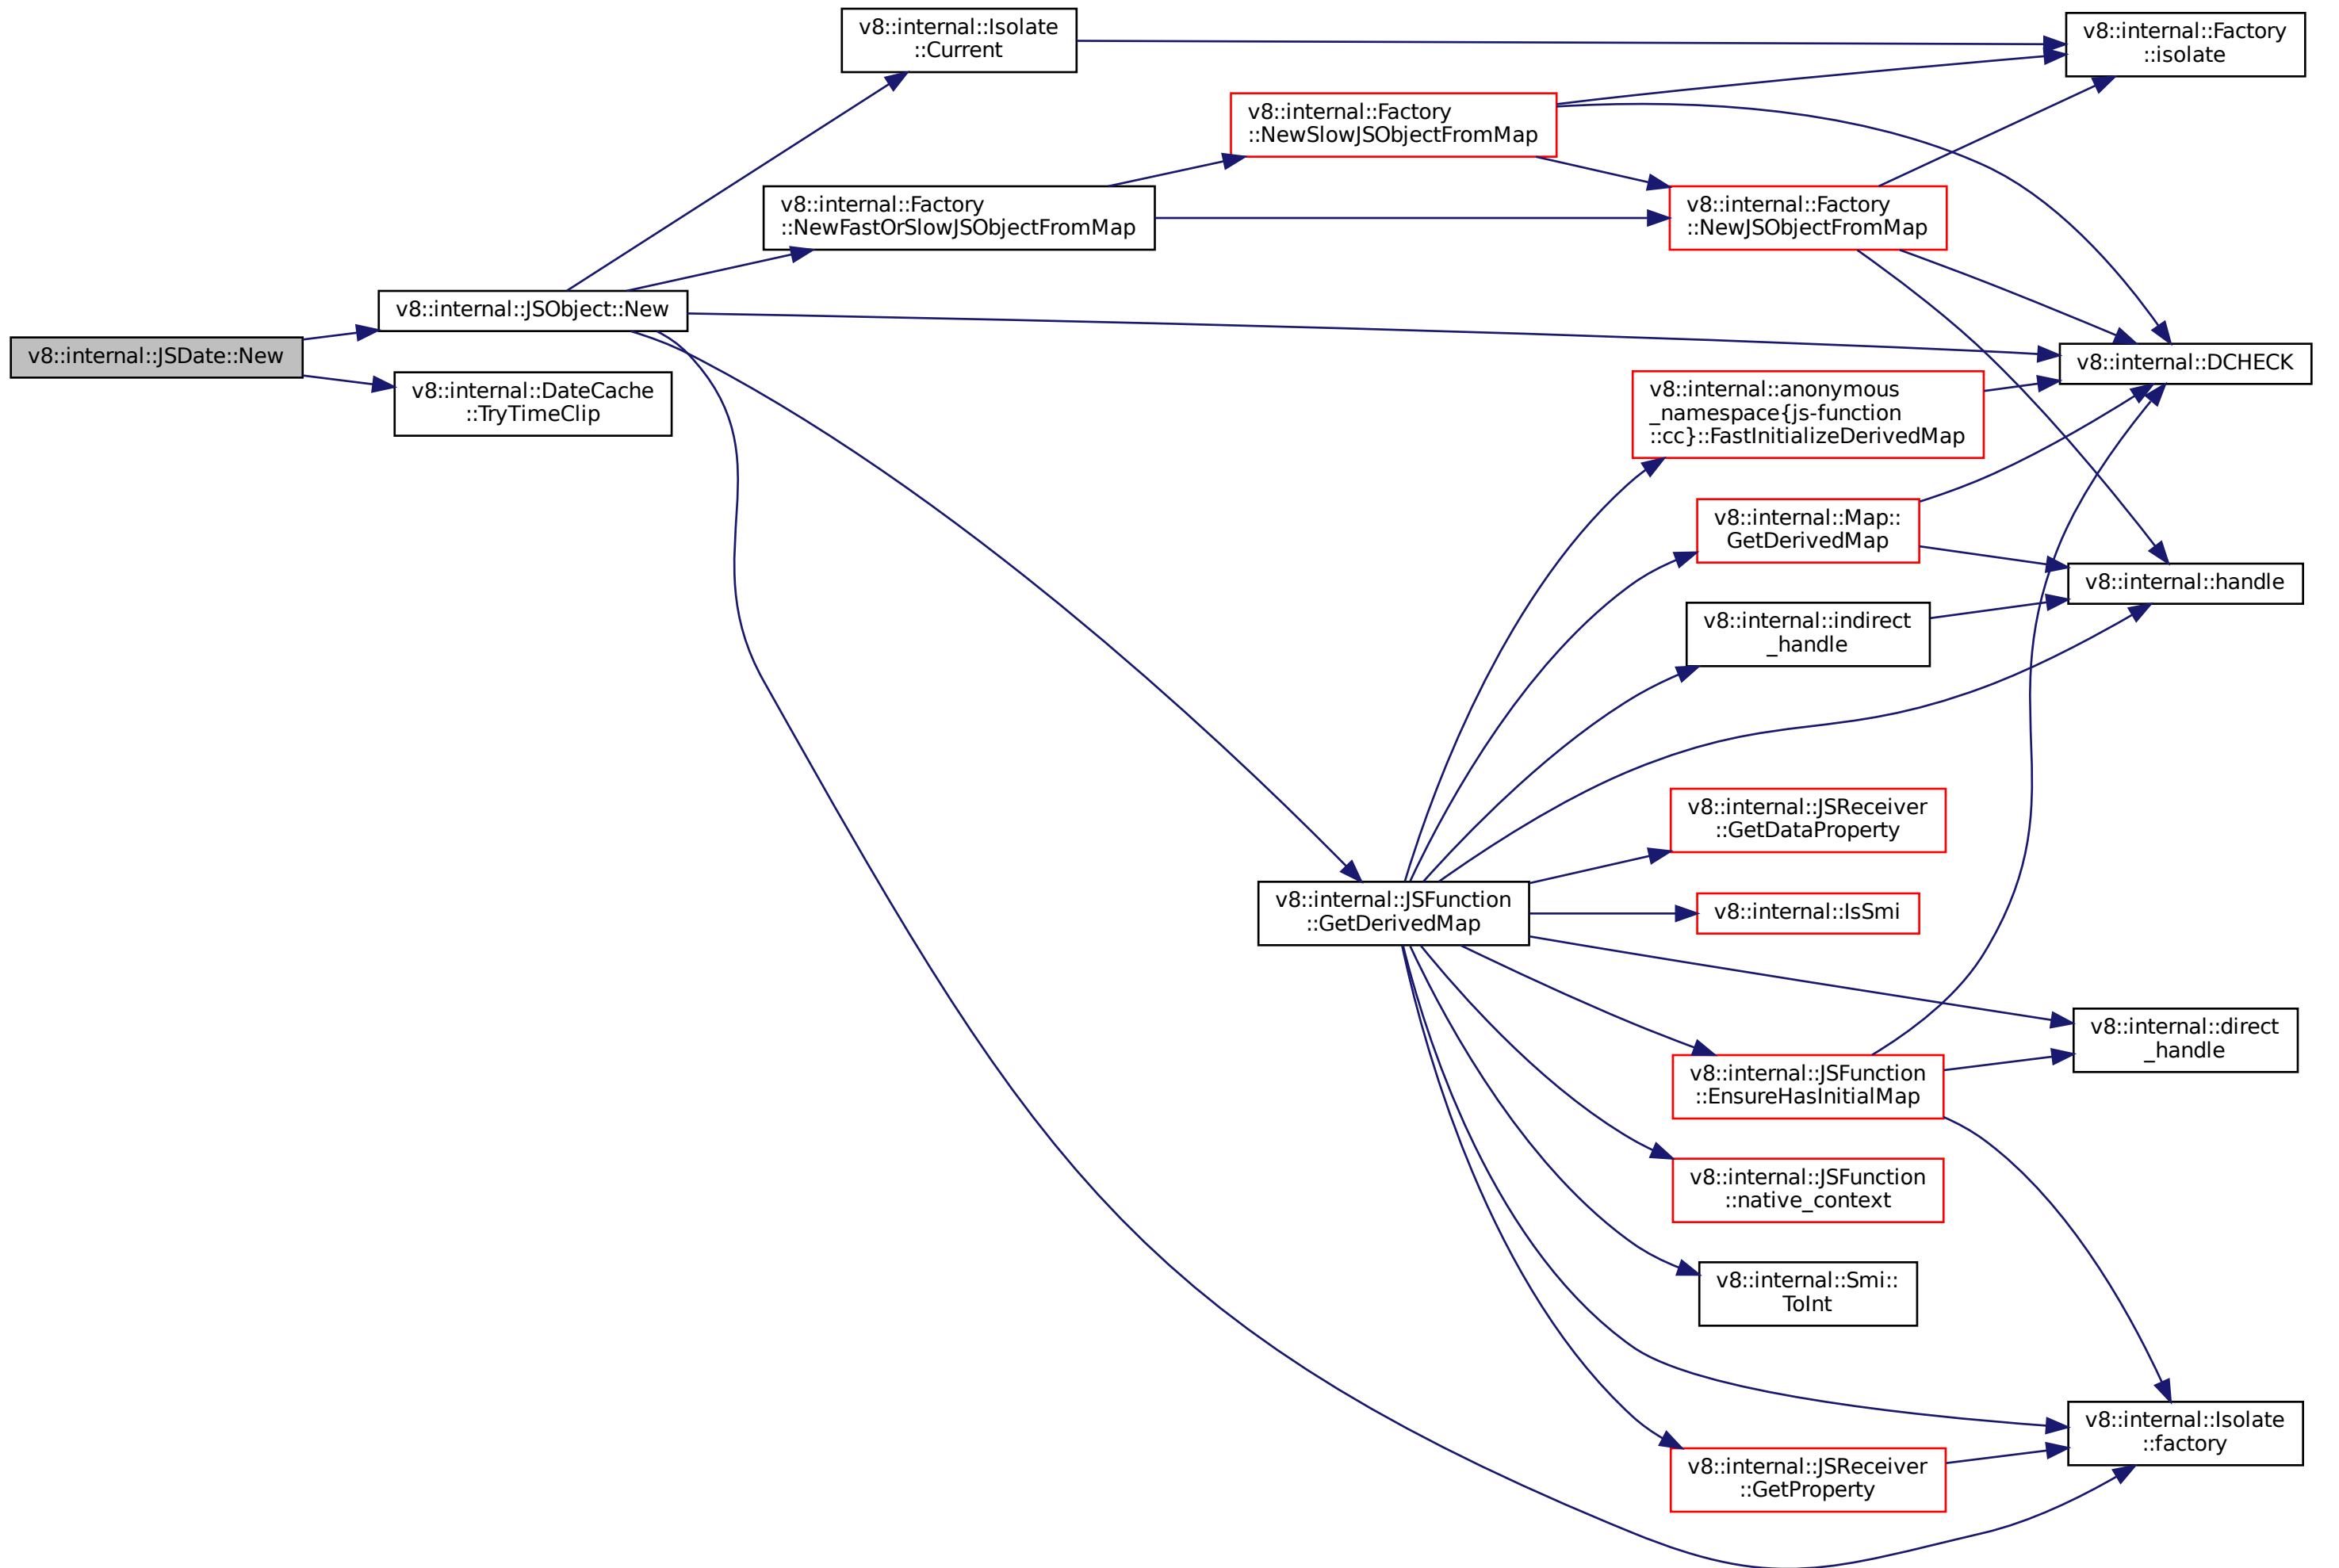 v8::internal::JSDate::New
v8::internal::JSObject::New
v8::internal::DateCache
::TryTimeClip
v8::internal::Isolate
::Current
v8::internal::Factory
::NewFastOrSlowJSObjectFromMap
v8::internal::Factory
::NewSlowJSObjectFromMap
v8::internal::JSFunction
::GetDerivedMap
v8::internal::Factory
::NewJSObjectFromMap
v8::internal::anonymous
_namespace{js-function
::cc}::FastInitializeDerivedMap
v8::internal::Map::
GetDerivedMap
v8::internal::indirect
_handle
v8::internal::JSReceiver
::GetDataProperty
v8::internal::IsSmi
v8::internal::JSFunction
::EnsureHasInitialMap
v8::internal::JSFunction
::native_context
v8::internal::Smi::
ToInt
v8::internal::JSReceiver
::GetProperty
v8::internal::Factory
::isolate
v8::internal::DCHECK
v8::internal::handle
v8::internal::direct
_handle
v8::internal::Isolate
::factory